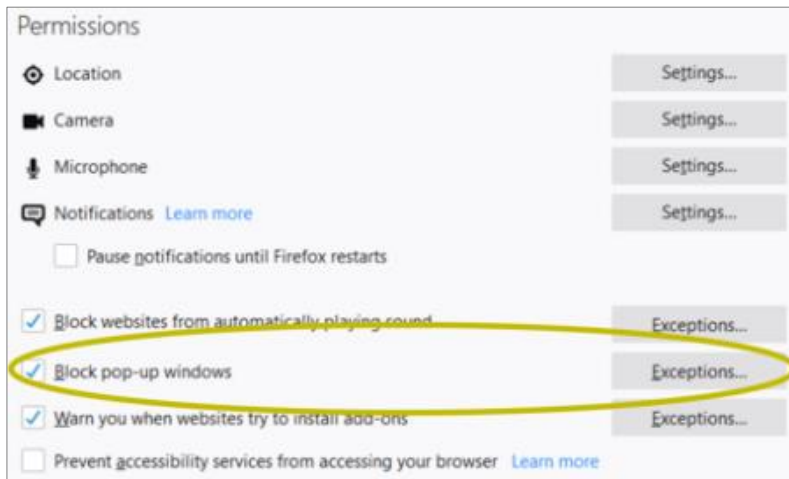 Permissions
Location Settings...
Camera Settings...
Microphone Settings...
Notifications Learn more Settings...
Pause notifications until Firefox restarts
Block websites from automatically playing sound Exceptions...
Block pop-up windows Exceptions...
Warn you when websites try to install add-ons Exceptions...
Prevent accessibility services from accessing your browser Learn more